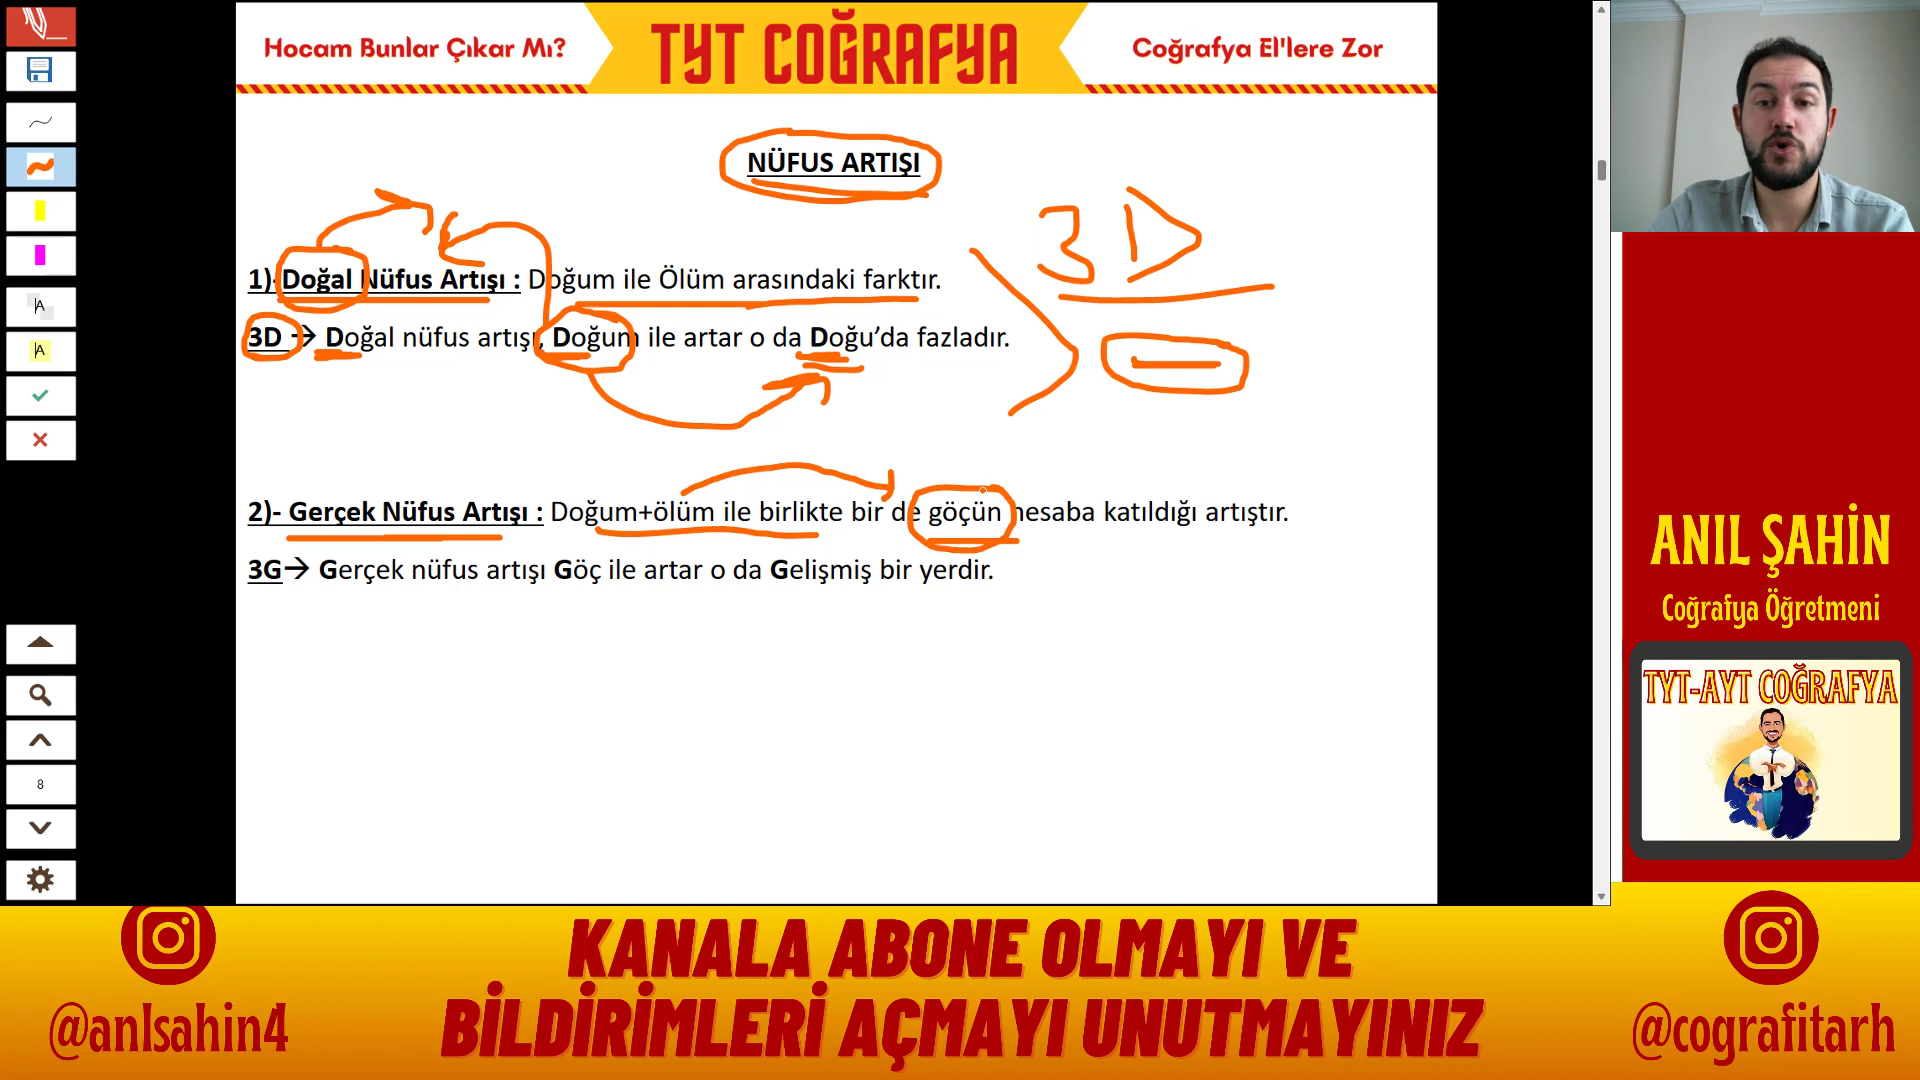 Hocam Bunlar Çıkar Mı?
TYT COĞRAFYA
Coğrafya El'lere Zor
NÜFUS ARTIŞI
3D
1)- Doğal Nüfus Artışı : Doğum ile Ölüm arasındaki farktır.
3D → Doğal nüfus artışı, Doğum ile artar o da Doğu’da fazladır.
2)- Gerçek Nüfus Artışı : Doğum+ölüm ile birlikte bir de göçün hesaba katıldığı artıştır.
3G→ Gerçek nüfus artışı Göç ile artar o da Gelişmiş bir yerdir.
A
A
8
ANIL ŞAHİN
Coğrafya Öğretmeni
TYT-AYT COĞRAFYA
KANALA ABONE OLMAYI VE
BİLDİRİMLERİ AÇMAYI UNUTMAYINIZ
@anlsahin4
@cografitarh